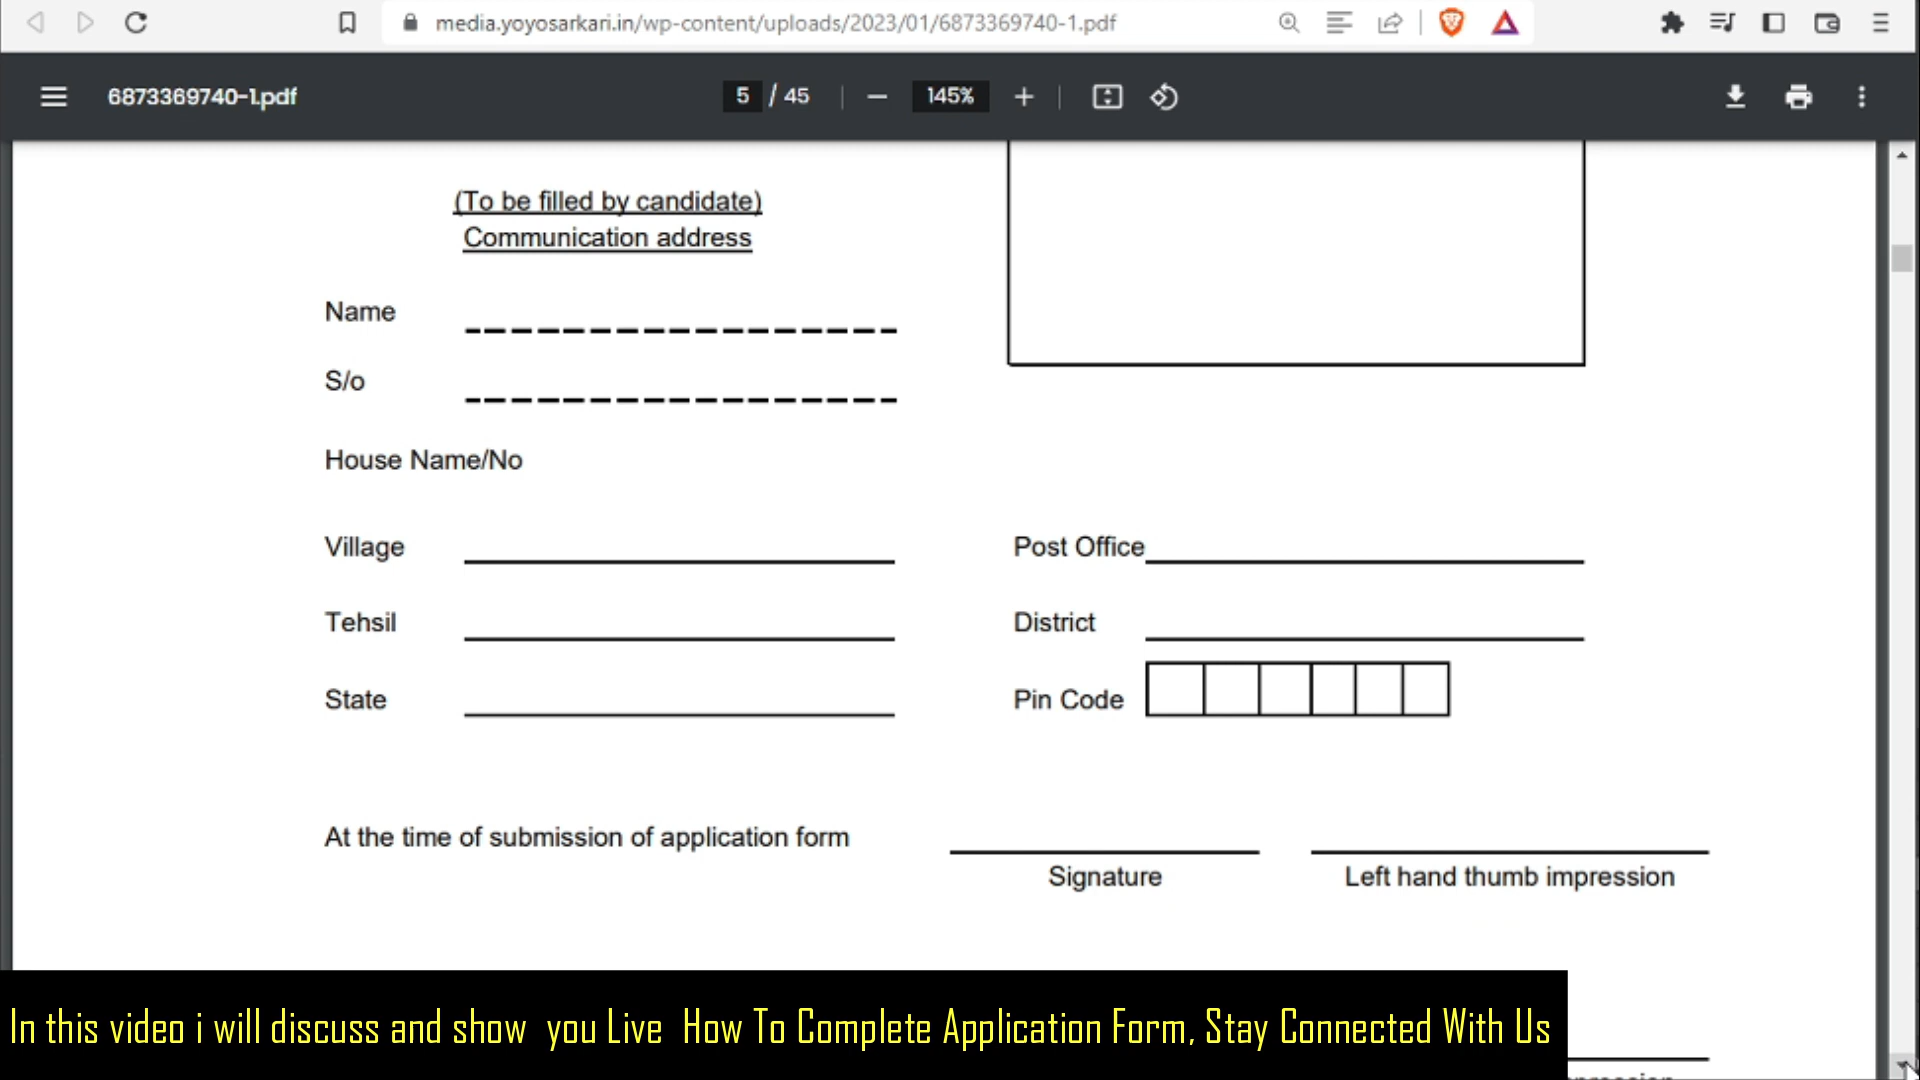 media.yoyosarkari.in/wp-content/uploads/2023/01/6873369740-1.pdf
6873369740-1.pdf
5 / 45
145%
(To be filled by candidate)
Communication address
Name
S/o
House Name/No
Village
Post Office
Tehsil
District
State
Pin Code
At the time of submission of application form
Signature
Left hand thumb impression
In this video i will discuss and show you Live How To Complete Application Form, Stay Connected With Us